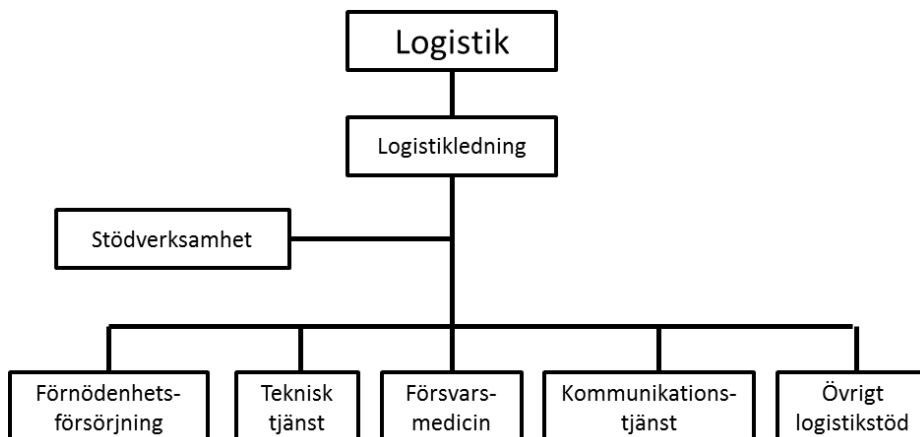 Logistik
Logistikledning
Stödverksamhet
Förnödenhets-
försörjning
Teknisk
tjänst
Försvars-
medicin
Kommunikations-
tjänst
Övrigt
logistikstöd